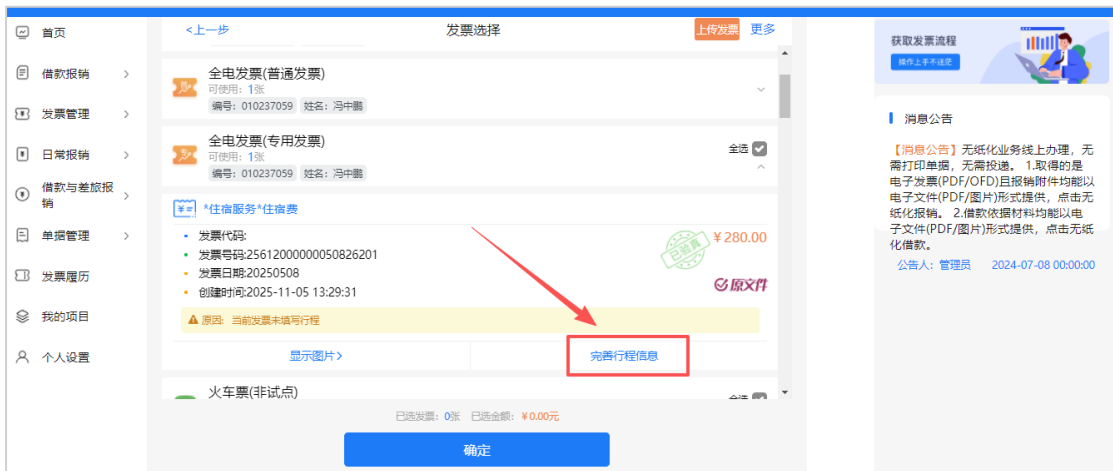 首页
借款报销
发票管理
日常报销
借款与差旅报
销
单据管理
发票履历
我的项目
个人设置
<上一步
发票选择
上传发票
更多
全电发票(普通发票)
可使用: 1张
编号: 010237059 姓名: 冯中鹏
全电发票(专用发票)
可使用: 1张
编号: 010237059 姓名: 冯中鹏
全选
*住宿服务*住宿费
发票代码:
发票号码:25612000000050826201
发票日期:20250508
创建时间:2025-11-05 13:29:31
已验真
¥280.00
原文件
原因: 当前发票未填写行程
显示图片>
完善行程信息
火车票(非试点)
全选
已选发票: 0张 已选金额: ¥0.00元
确定
获取发票流程
操作上手不迷茫
消息公告
【消息公告】无纸化业务线上办理,无
需打印单据,无需投递。 1.取得的是
电子发票(PDF/OFD)且报销附件均能以
电子文件(PDF/图片)形式提供,点击无
纸化报销。 2.借款依据材料均能以电
子文件(PDF/图片)形式提供,点击无纸
化借款。
公告人: 管理员 2024-07-08 00:00:00